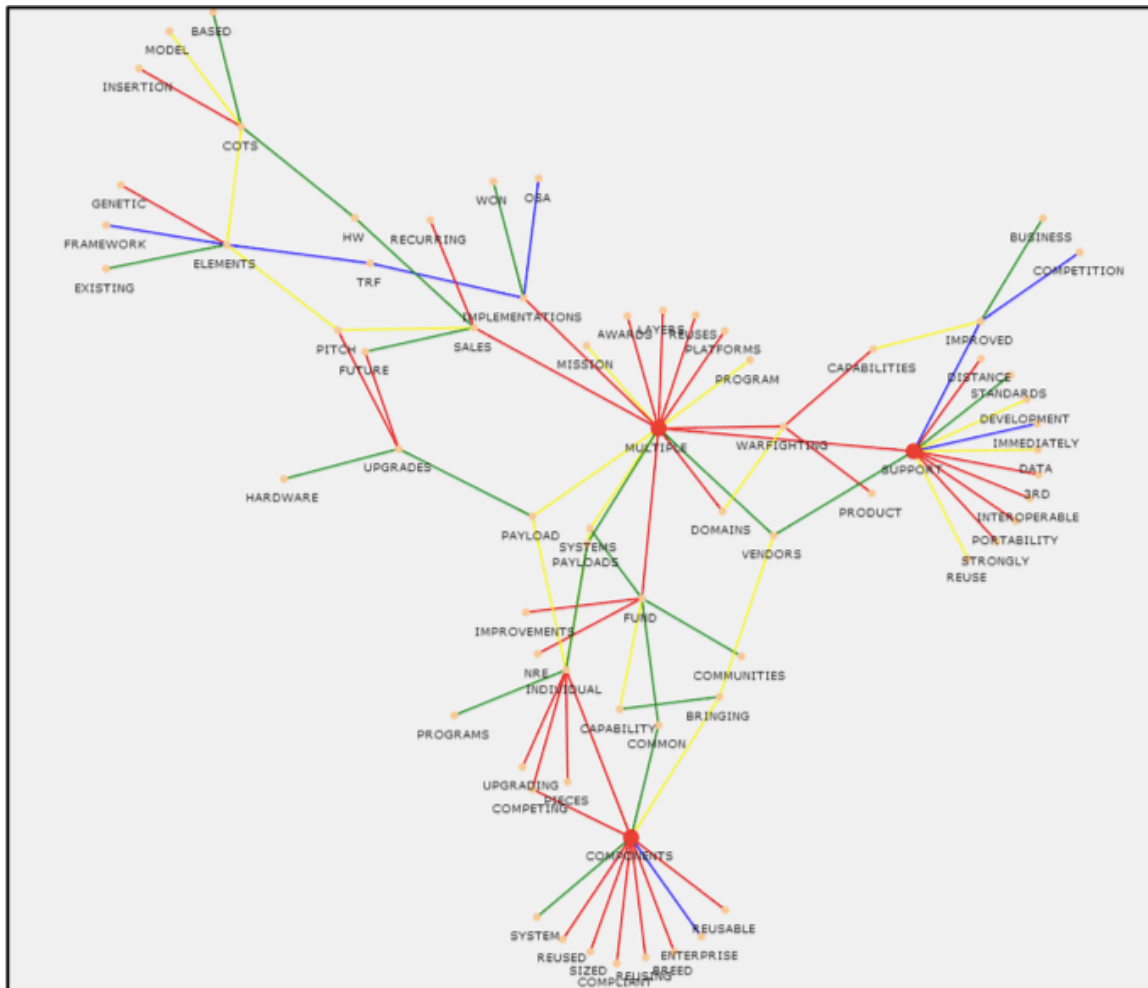 BASED
MODEL
INSERTION
COTS
GENETIC
WON
OSA
FRAMEWORK
HW
RECURRING
BUSINESS
ELEMENTS
COMPETITION
EXISTING
TRF
IMPLEMENTATIONS
LAYERS
REUSES
AWARDS
IMPROVED
PITCH
SALES
PLATFORMS
FUTURE
MISSION
CAPABILITIES
PROGRAM
DISTANCE
STANDARDS
DEVELOPMENT
MULTIPLE
WARFIGHTING
IMMEDIATELY
UPGRADES
SUPPORT
DATA
HARDWARE
3RD
PRODUCT
INTEROPERABLE
DOMAINS
PAYLOAD
PORTABILITY
SYSTEMS
VENDORS
PAYLOADS
STRONGLY
REUSE
FUND
IMPROVEMENTS
NRE
COMMUNITIES
INDIVIDUAL
BRINGING
CAPABILITY
PROGRAMS
COMMON
UPGRADING
PIECES
COMPETING
COMPONENTS
REUSABLE
SYSTEM
REUSED
ENTERPRISE
SIZED
BREED
REUSING
COMPLIANT